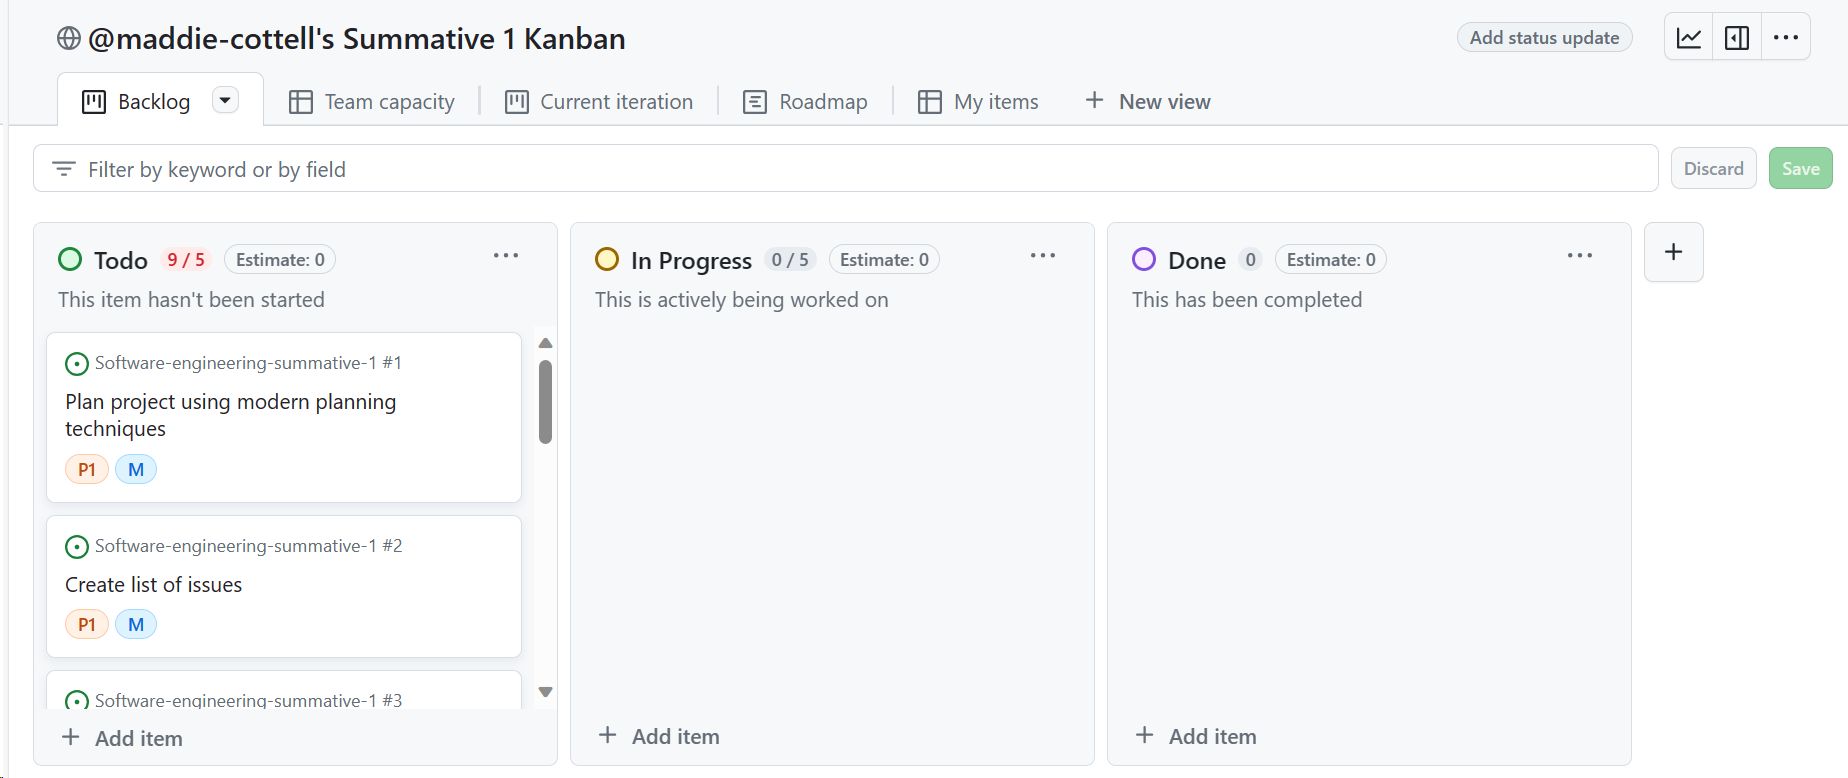 @maddie-cottell's Summative 1 Kanban
Add status update
Backlog
Team capacity
Current iteration
Roadmap
My items
New view
Filter by keyword or by field
Discard
Save
Todo 9 / 5 Estimate: 0
This item hasn't been started
Software-engineering-summative-1 #1
Plan project using modern planning
techniques
P1 M
Software-engineering-summative-1 #2
Create list of issues
P1 M
Software-engineering-summative-1 #3
Add item
In Progress 0 / 5 Estimate: 0
This is actively being worked on
Add item
Done 0 Estimate: 0
This has been completed
Add item